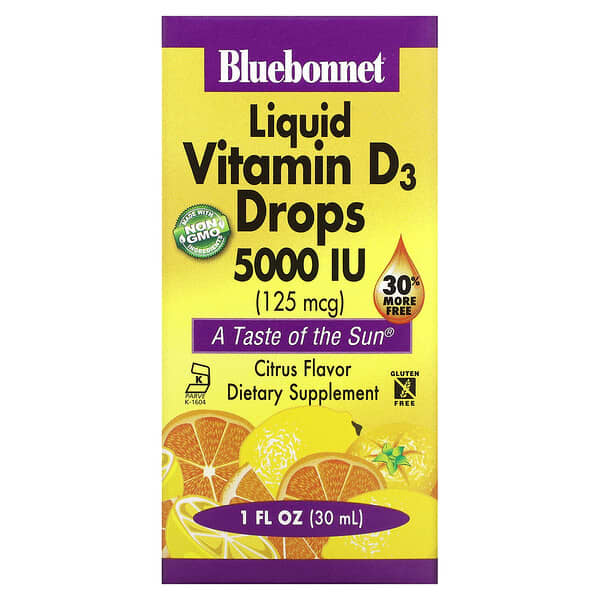 Bluebonnet®
Liquid
Vitamin D3
Drops
5000 IU
(125 mcg)
MADE WITH
NON
GMO
INGREDIENTS
30%
MORE
FREE
A Taste of the Sun®
Citrus Flavor
Dietary Supplement
K
PARVE
K-1604
GLUTEN
FREE
1 FL OZ (30 mL)